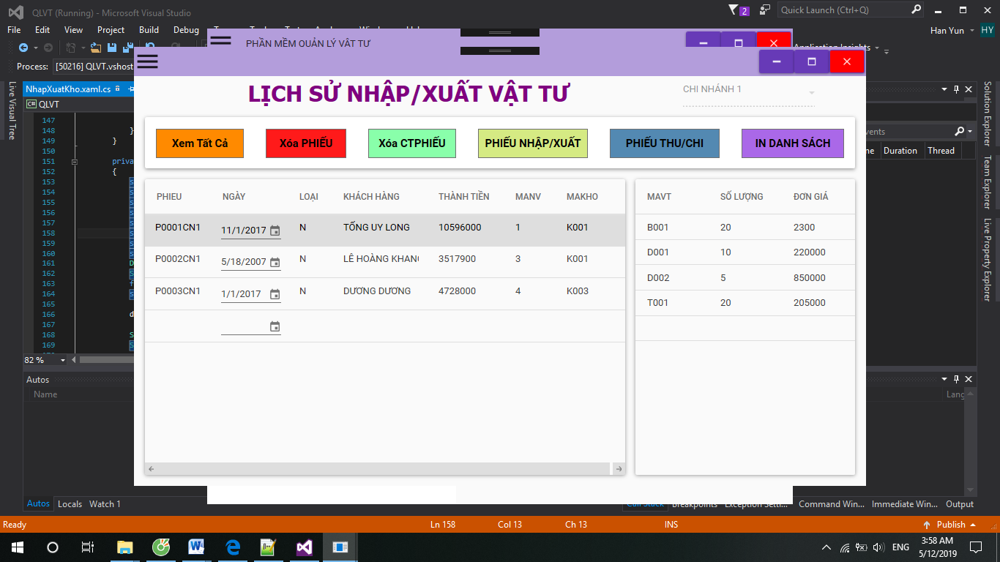 QLVT (Running) - Microsoft Visual Studio
2
Quick Launch (Ctrl+Q)
File Edit View Project Build Debug
Han Yun HY
PHẦN MỀM QUẢN LÝ VẬT TƯ
Application Insights
Process: [50216] QLVT.vshost
NhapXuatKho.xaml.cs
C# QLVT
Live Visual Tree
Solution Explorer
Team Explorer
Live Property Explorer
LỊCH SỬ NHẬP/XUẤT VẬT TƯ
CHI NHÁNH 1
Xem Tất Cả Xóa PHIẾU Xóa CTPHIẾU PHIẾU NHẬP/XUẤT PHIẾU THU/CHI IN DANH SÁCH
Duration Thread
PHIEU NGÀY LOẠI KHÁCH HÀNG THÀNH TIỀN MANV MAKHO
P0001CN1 11/1/2017 N TỐNG UY LONG 10596000 1 K001
P0002CN1 5/18/2007 N LÊ HOÀNG KHANG 3517900 3 K001
P0003CN1 1/1/2017 N DƯƠNG DƯƠNG 4728000 4 K003
MAVT SỐ LƯỢNG ĐƠN GIÁ
B001 20 2300
D001 10 220000
D002 5 850000
T001 20 205000
147
148 }
149 }
150
151 private
152 {
153
154
155
156
157
158
159
160
161
162
163
164
165
166
167
168
169
82 %
Autos
Name
Lang
Autos Locals Watch 1
Call Stack Breakpoints Exception Setti... Command Win... Immediate Win... Output
Ready Ln 158 Col 13 Ch 13 INS Publish
ENG
3:58 AM
5/12/2019